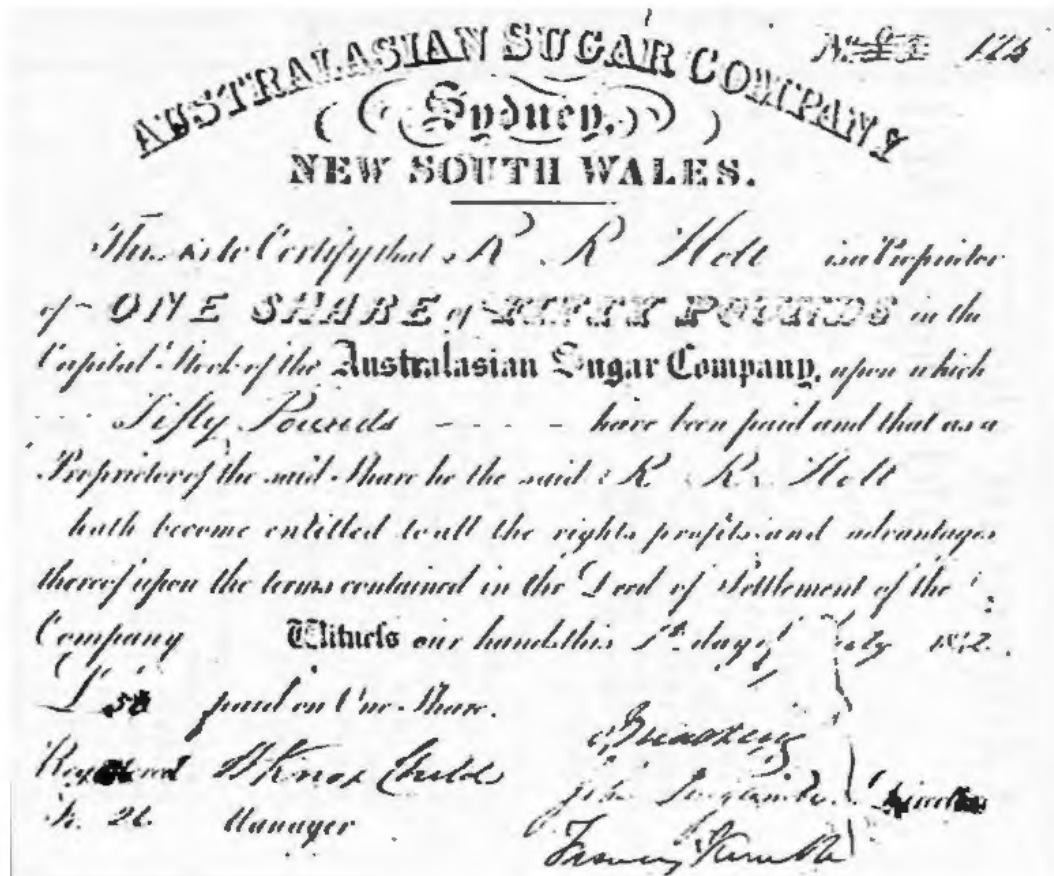 AUSTRALASIAN SUGAR COMPANY
Sydney,
NEW SOUTH WALES.
This is to Certify that R R Holt is a Proprietor
of ONE SHARE of FIFTY POUNDS in the
Capital Stock of the Australasian Sugar Company, upon which
Fifty Pounds - - - - have been paid and that as a
Proprietor of the said Share he the said R R Holt
hath become entitled to all the rights profits and advantages
thereof upon the terms contained in the Deed of Settlement of the
Company Witness our hands this 1st day of July
£ 50 paid on One Share.
Registered W Knox Child
Directors
Manager
Francis Kemble